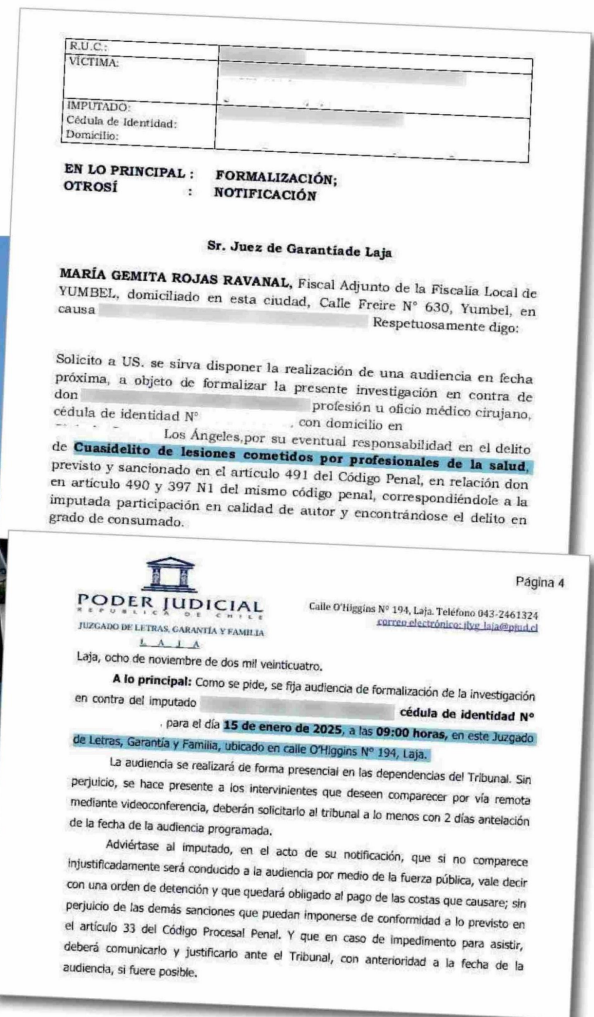 R.U.C.:
VÍCTIMA:
IMPUTADO:
Cédula de Identidad:
Domicilio:
EN LO PRINCIPAL : FORMALIZACIÓN;
OTROSÍ : NOTIFICACIÓN
Sr. Juez de Garantíade Laja
MARÍA GEMITA ROJAS RAVANAL, Fiscal Adjunto de la Fiscalía Local de
YUMBEL, domiciliado en esta ciudad, Calle Freire N° 630, Yumbel, en
causa Respetuosamente digo:
Solicito a US. se sirva disponer la realización de una audiencia en fecha
próxima, a objeto de formalizar la presente investigación en contra de
don profesión u oficio médico cirujano,
cédula de identidad N° , con domicilio en
Los Ángeles,por su eventual responsabilidad en el delito
de Cuasidelito de lesiones cometidos por profesionales de la salud,
previsto y sancionado en el artículo 491 del Código Penal, en relación don
en artículo 490 y 397 N1 del mismo código penal, correspondiéndole a la
imputada participación en calidad de autor y encontrándose el delito en
grado de consumado.
Página 4
PODER JUDICIAL
REPUBLICA DE CHILE
JUZGADO DE LETRAS, GARANTÍA Y FAMILIA
LAJA
Calle O'Higgins Nº 194, Laja. Teléfono 043-2461324
correo electrónico: jlyg_laja@pjud.cl
Laja, ocho de noviembre de dos mil veinticuatro.
A lo principal: Como se pide, se fija audiencia de formalización de la investigación
en contra del imputado cédula de identidad Nº
, para el día 15 de enero de 2025, a las 09:00 horas, en este Juzgado
de Letras, Garantía y Familia, ubicado en calle O'Higgins Nº 194, Laja.
La audiencia se realizará de forma presencial en las dependencias del Tribunal. Sin
perjuicio, se hace presente a los intervinientes que deseen comparecer por vía remota
mediante videoconferencia, deberán solicitarlo al tribunal a lo menos con 2 días antelación
de la fecha de la audiencia programada.
Adviértase al imputado, en el acto de su notificación, que si no comparece
injustificadamente será conducido a la audiencia por medio de la fuerza pública, vale decir
con una orden de detención y que quedará obligado al pago de las costas que causare; sin
perjuicio de las demás sanciones que puedan imponerse de conformidad a lo previsto en
el artículo 33 del Código Procesal Penal. Y que en caso de impedimento para asistir,
deberá comunicarlo y justificarlo ante el Tribunal, con anterioridad a la fecha de la
audiencia, si fuere posible.